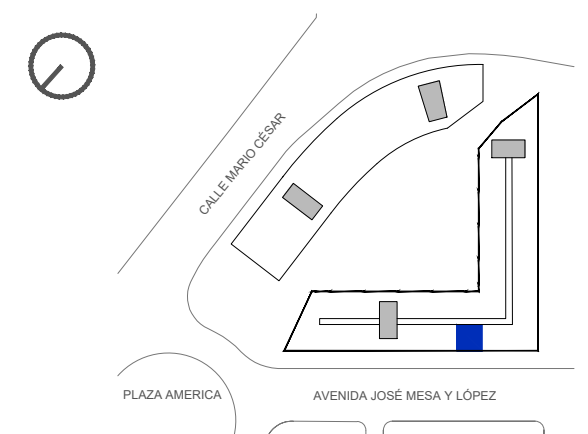 CALLE MARIO CÉSAR
PLAZA AMERICA
AVENIDA JOSÉ MESA Y LÓPEZ